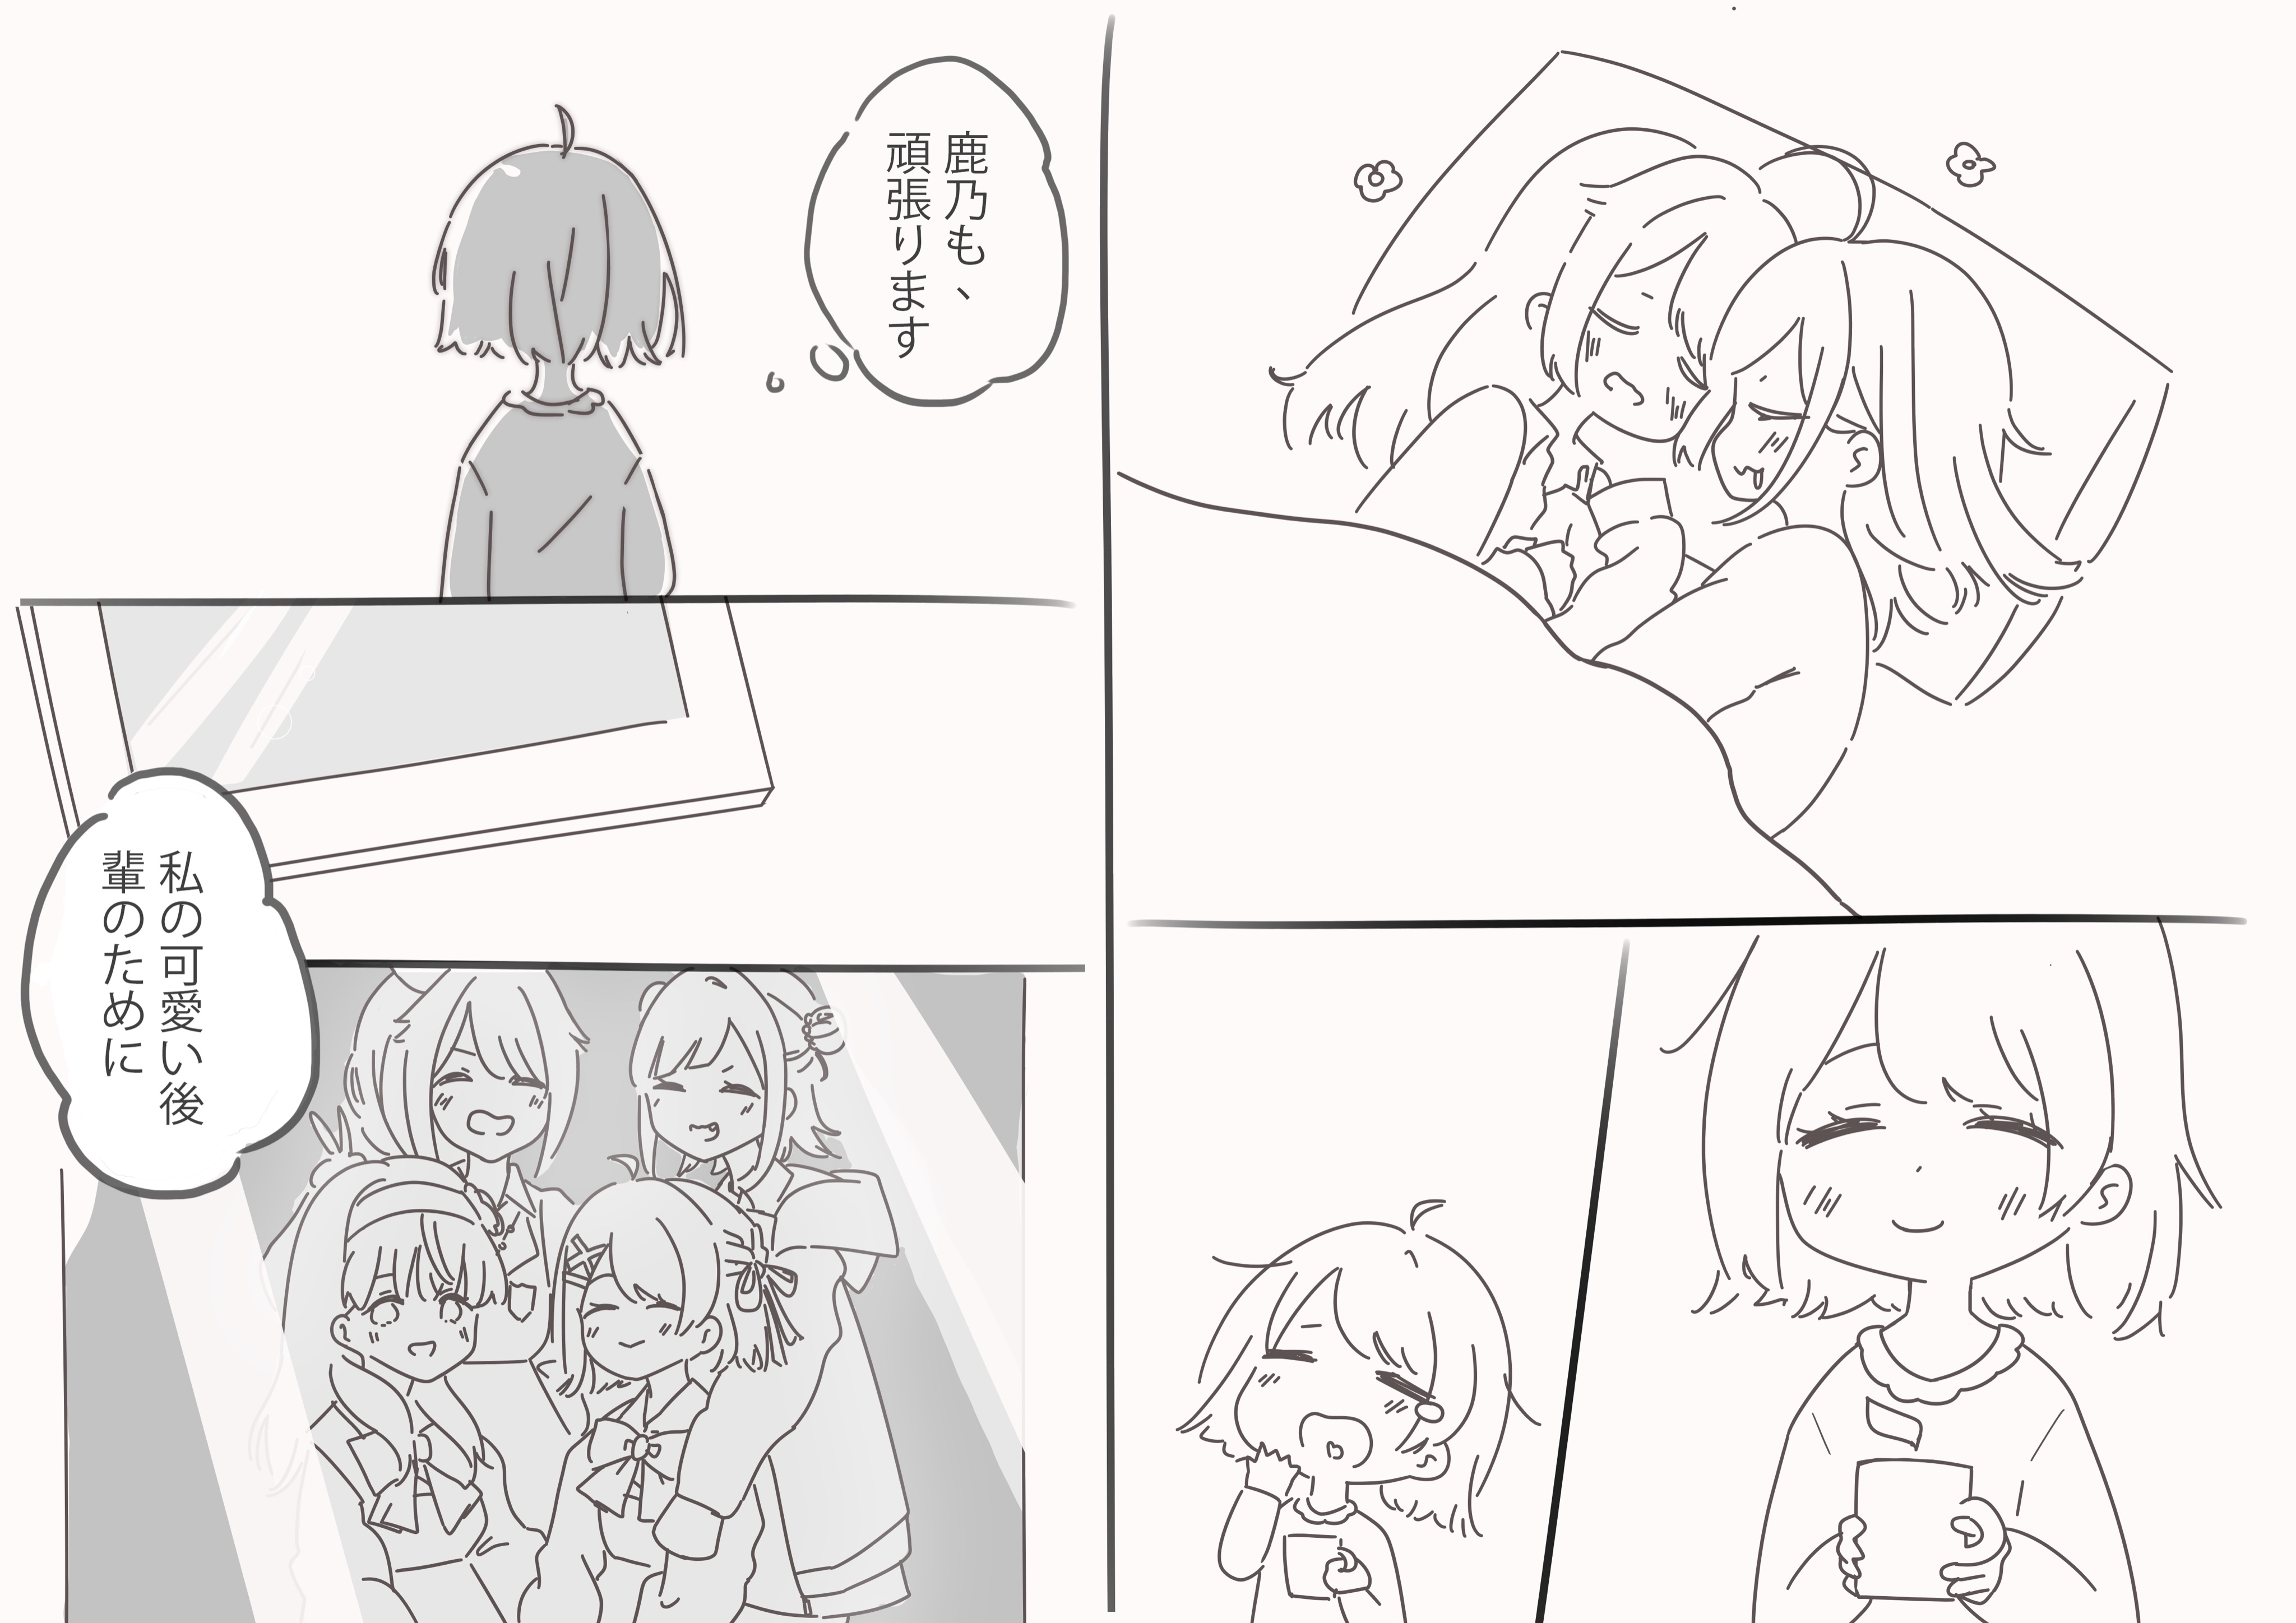 鹿乃も、
頑張ります
私の可愛い後
輩のために